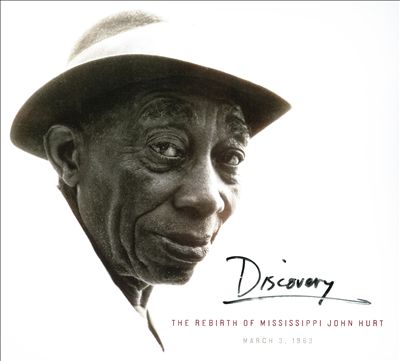 Discovery
THE REBIRTH OF MISSISSIPPI JOHN HURT
MARCH 3, 1963